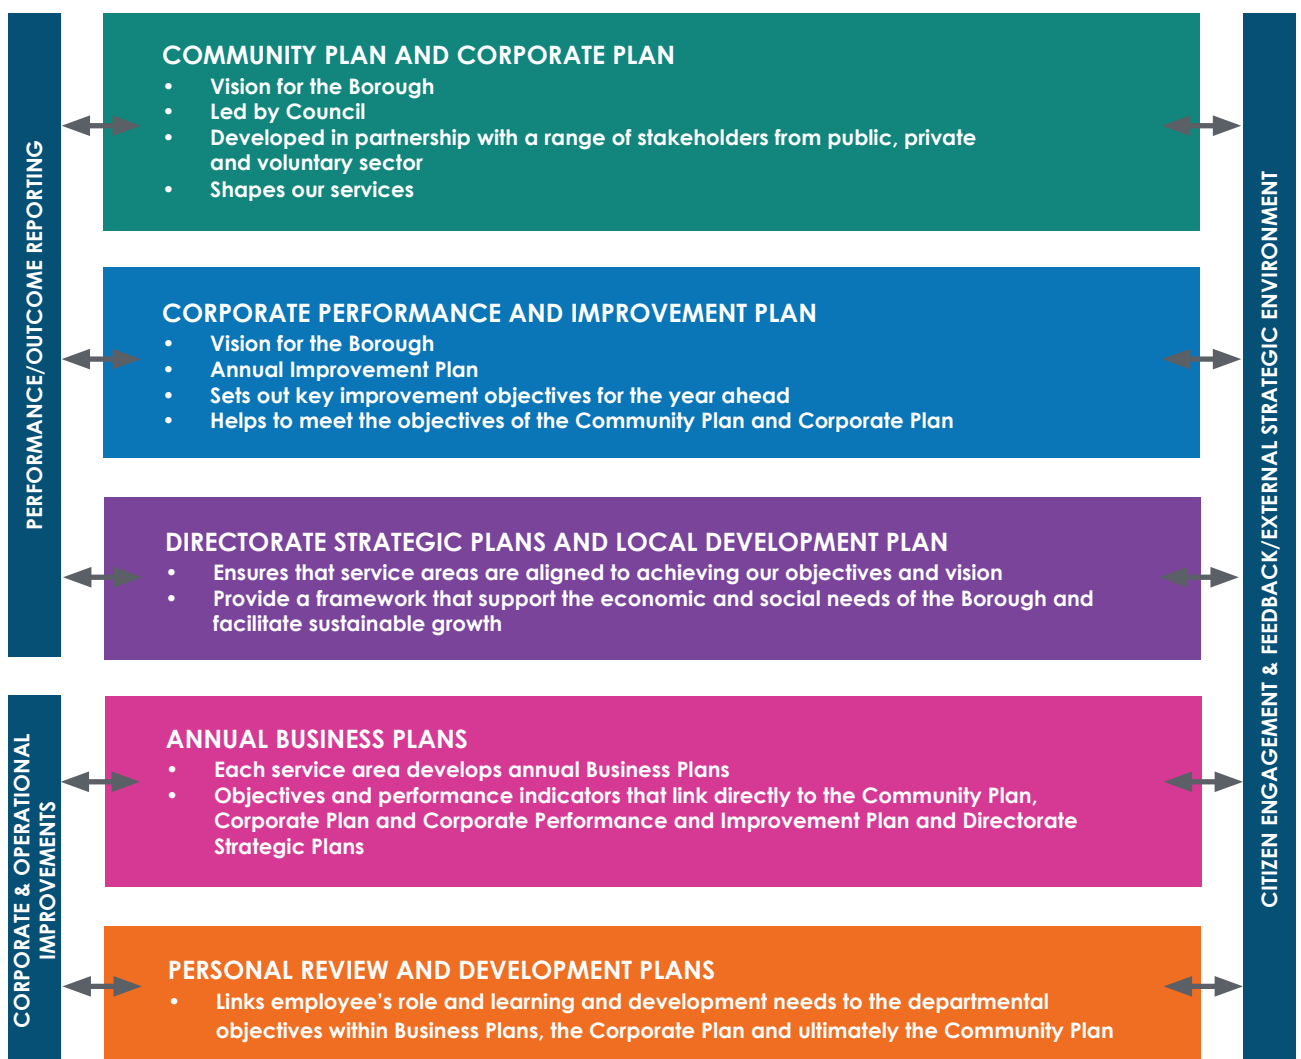 PERFORMANCE/OUTCOME REPORTING
COMMUNITY PLAN AND CORPORATE PLAN
• Vision for the Borough
• Led by Council
• Developed in partnership with a range of stakeholders from public, private
and voluntary sector
• Shapes our services
CORPORATE PERFORMANCE AND IMPROVEMENT PLAN
• Vision for the Borough
• Annual Improvement Plan
• Sets out key improvement objectives for the year ahead
• Helps to meet the objectives of the Community Plan and Corporate Plan
DIRECTORATE STRATEGIC PLANS AND LOCAL DEVELOPMENT PLAN
• Ensures that service areas are aligned to achieving our objectives and vision
• Provide a framework that support the economic and social needs of the Borough and
facilitate sustainable growth
CORPORATE & OPERATIONAL
IMPROVEMENTS
ANNUAL BUSINESS PLANS
• Each service area develops annual Business Plans
• Objectives and performance indicators that link directly to the Community Plan,
Corporate Plan and Corporate Performance and Improvement Plan and Directorate
Strategic Plans
PERSONAL REVIEW AND DEVELOPMENT PLANS
• Links employee's role and learning and development needs to the departmental
objectives within Business Plans, the Corporate Plan and ultimately the Community Plan
CITIZEN ENGAGEMENT & FEEDBACK/EXTERNAL STRATEGIC ENVIRONMENT